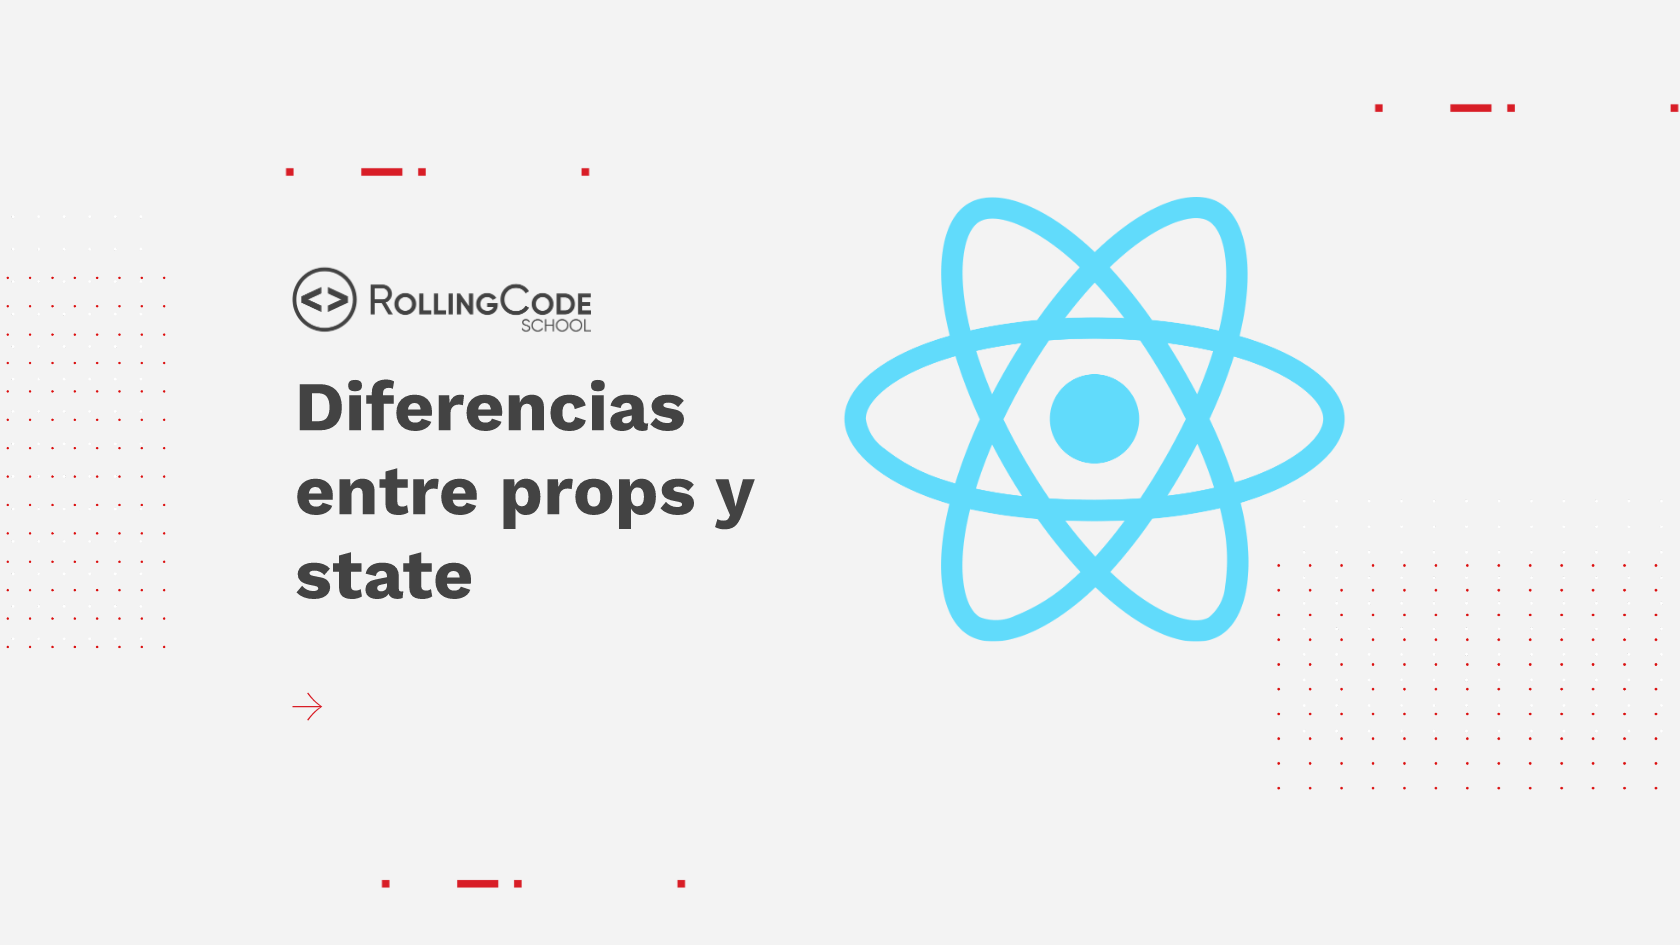 <> ROLLINGCODE
SCHOOL
Diferencias
entre props y
state